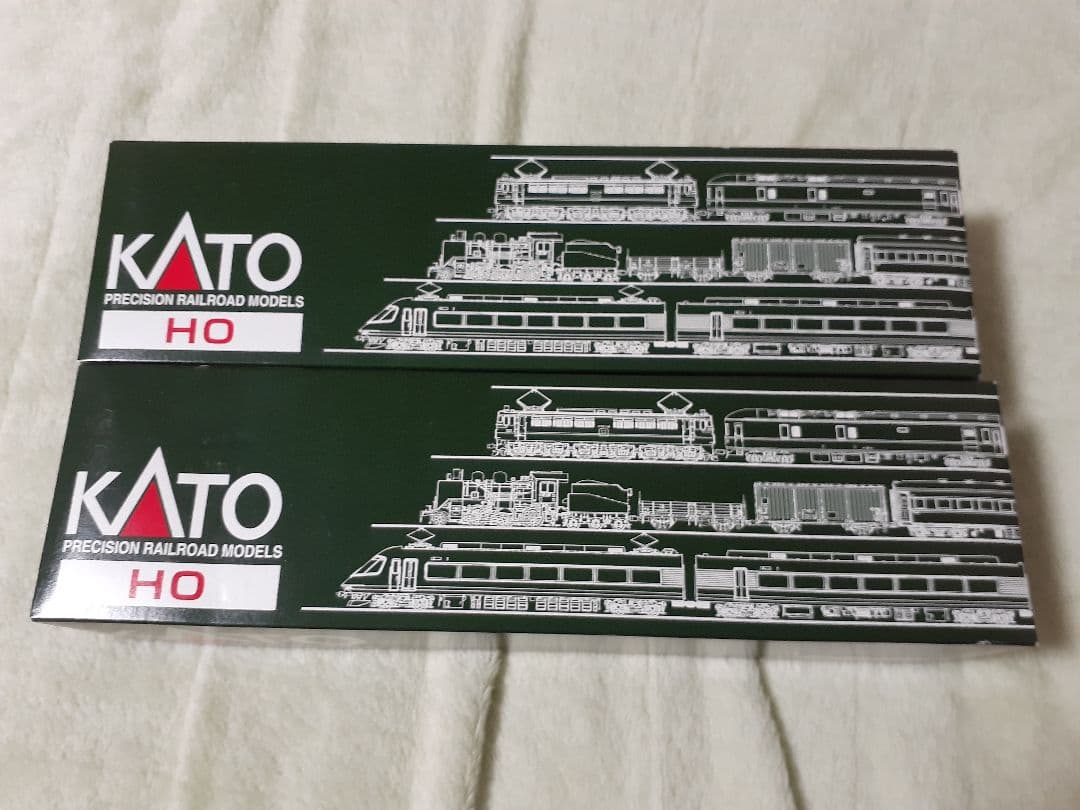 KATO
PRECISION RAILROAD MODELS
HO
KATO
PRECISION RAILROAD MODELS
HO